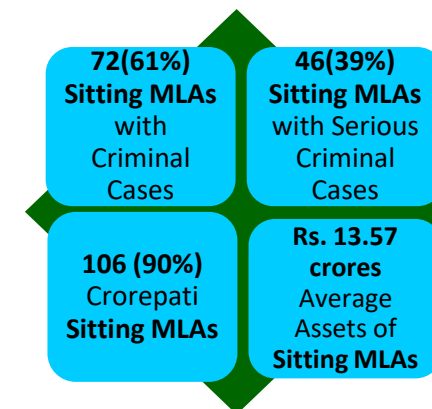 72(61%)
Sitting MLAs
with
Criminal
Cases
46(39%)
Sitting MLAs
with Serious
Criminal
Cases
106 (90%)
Crorepati
Sitting MLAs
Rs. 13.57
crores
Average
Assets of
Sitting MLAs